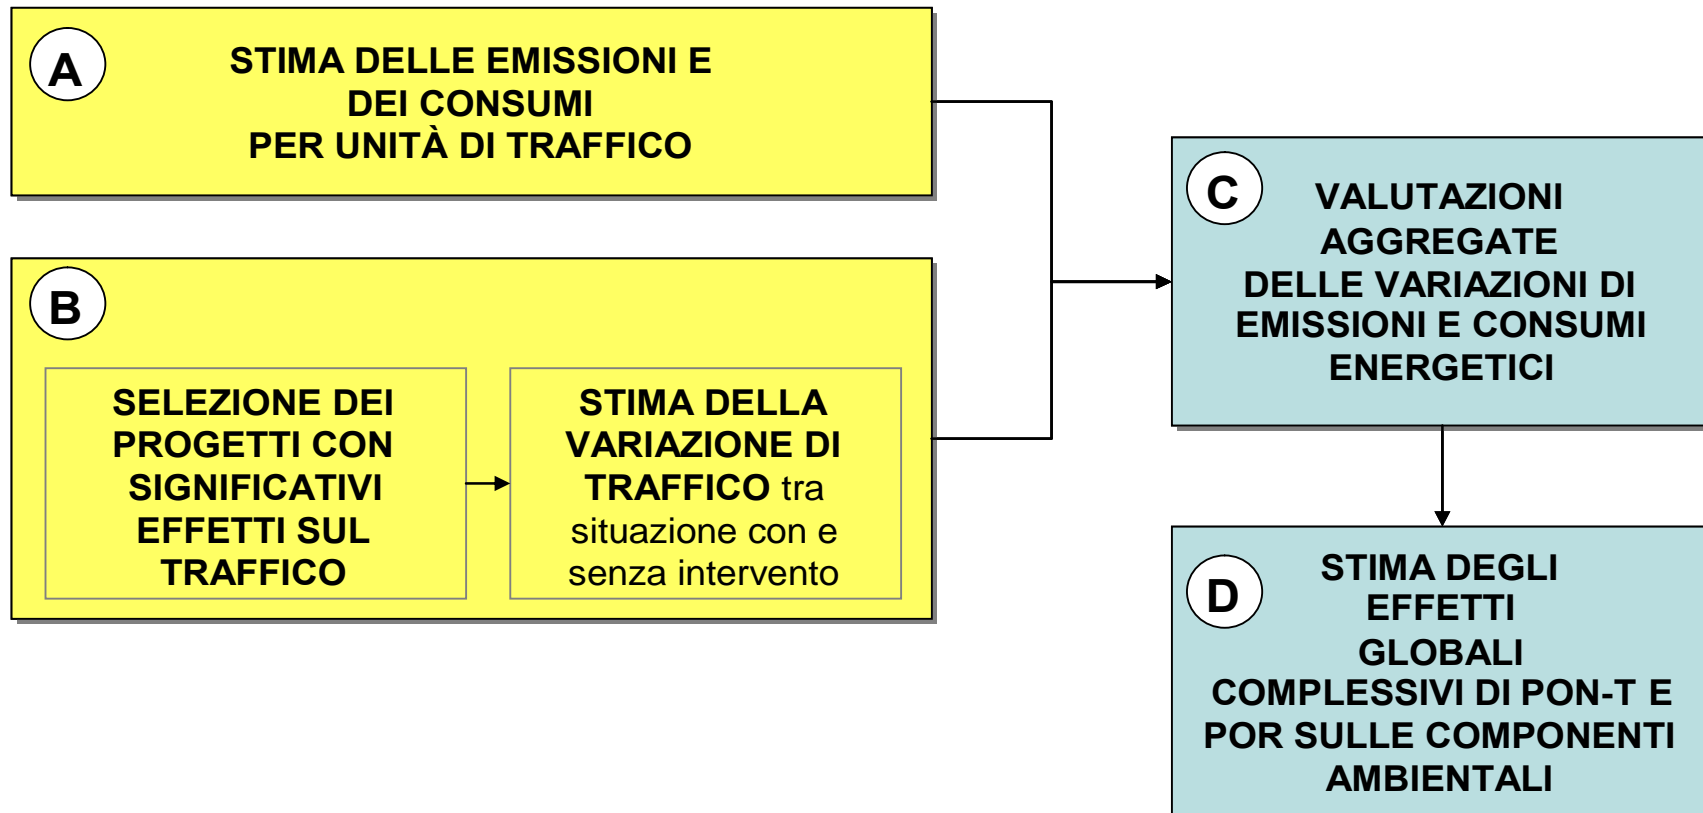 A
STIMA DELLE EMISSIONI E
DEI CONSUMI
PER UNITÀ DI TRAFFICO
B
SELEZIONE DEI
PROGETTI CON
SIGNIFICATIVI
EFFETTI SUL
TRAFFICO
STIMA DELLA
VARIAZIONE DI
TRAFFICO tra
situazione con e
senza intervento
C
VALUTAZIONI
AGGREGATE
DELLE VARIAZIONI DI
EMISSIONI E CONSUMI
ENERGETICI
D
STIMA DEGLI
EFFETTI
GLOBALI
COMPLESSIVI DI PON-T E
POR SULLE COMPONENTI
AMBIENTALI